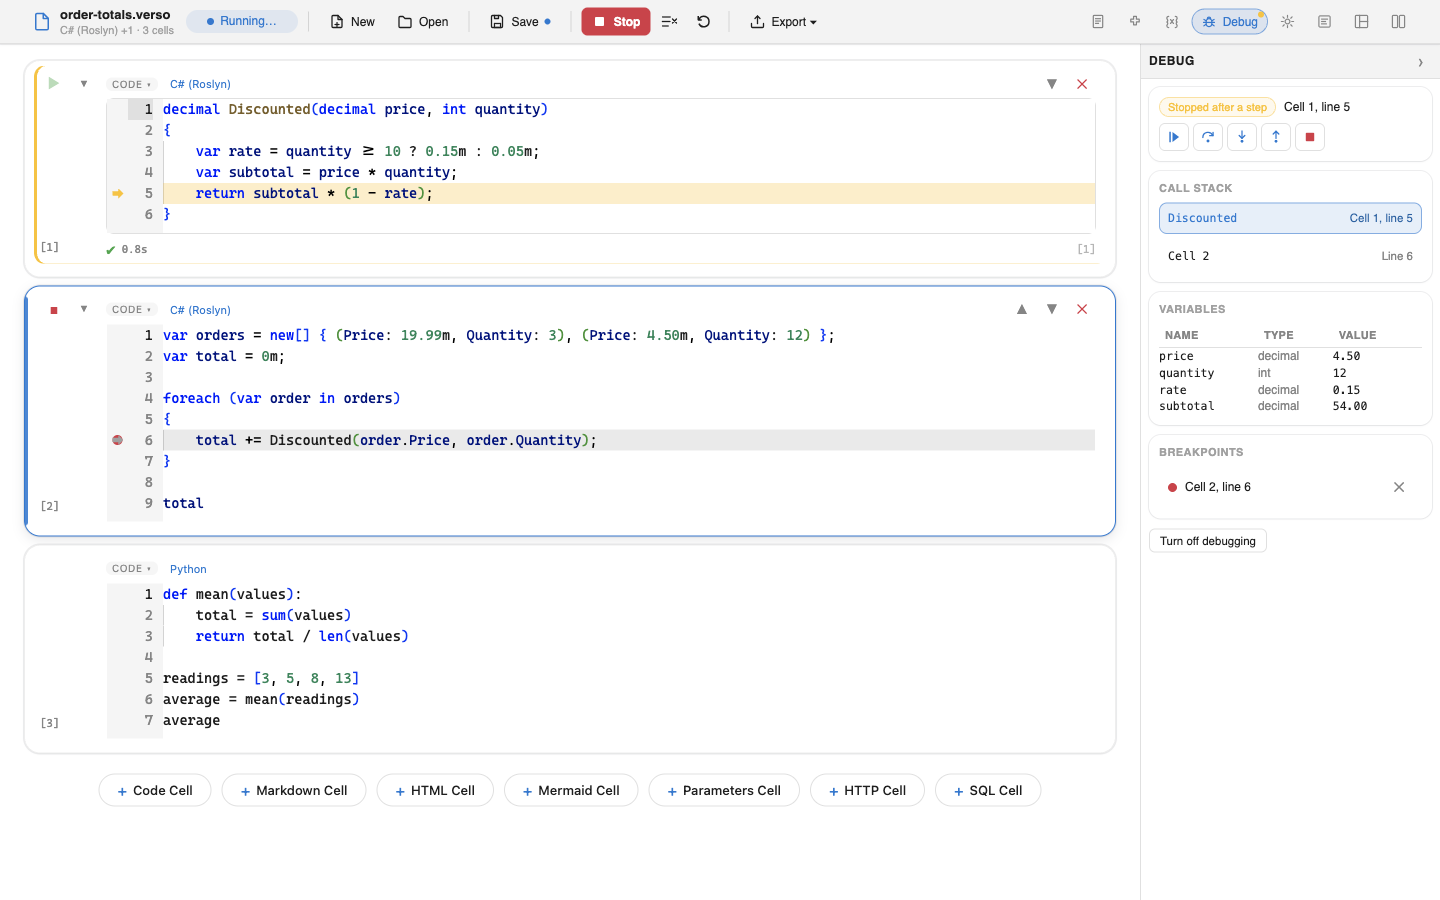 order-totals.verso
C# (Roslyn) +1 · 3 cells
Running...
New
Open
Save
Stop
Export
Debug
CODE
C# (Roslyn)
1 decimal Discounted(decimal price, int quantity)
2 {
3 var rate = quantity ≥ 10 ? 0.15m : 0.05m;
4 var subtotal = price * quantity;
5 return subtotal * (1 - rate);
6 }
[1]
0.8s
[1]
CODE
C# (Roslyn)
1 var orders = new[] { (Price: 19.99m, Quantity: 3), (Price: 4.50m, Quantity: 12) };
2 var total = 0m;
3
4 foreach (var order in orders)
5 {
6 total += Discounted(order.Price, order.Quantity);
7 }
8
9 total
[2]
CODE
Python
1 def mean(values):
2 total = sum(values)
3 return total / len(values)
4
5 readings = [3, 5, 8, 13]
6 average = mean(readings)
7 average
[3]
+ Code Cell
+ Markdown Cell
+ HTML Cell
+ Mermaid Cell
+ Parameters Cell
+ HTTP Cell
+ SQL Cell
DEBUG
Stopped after a step
Cell 1, line 5
CALL STACK
Discounted Cell 1, line 5
Cell 2 Line 6
VARIABLES
NAME TYPE VALUE
price decimal 4.50
quantity int 12
rate decimal 0.15
subtotal decimal 54.00
BREAKPOINTS
Cell 2, line 6
Turn off debugging